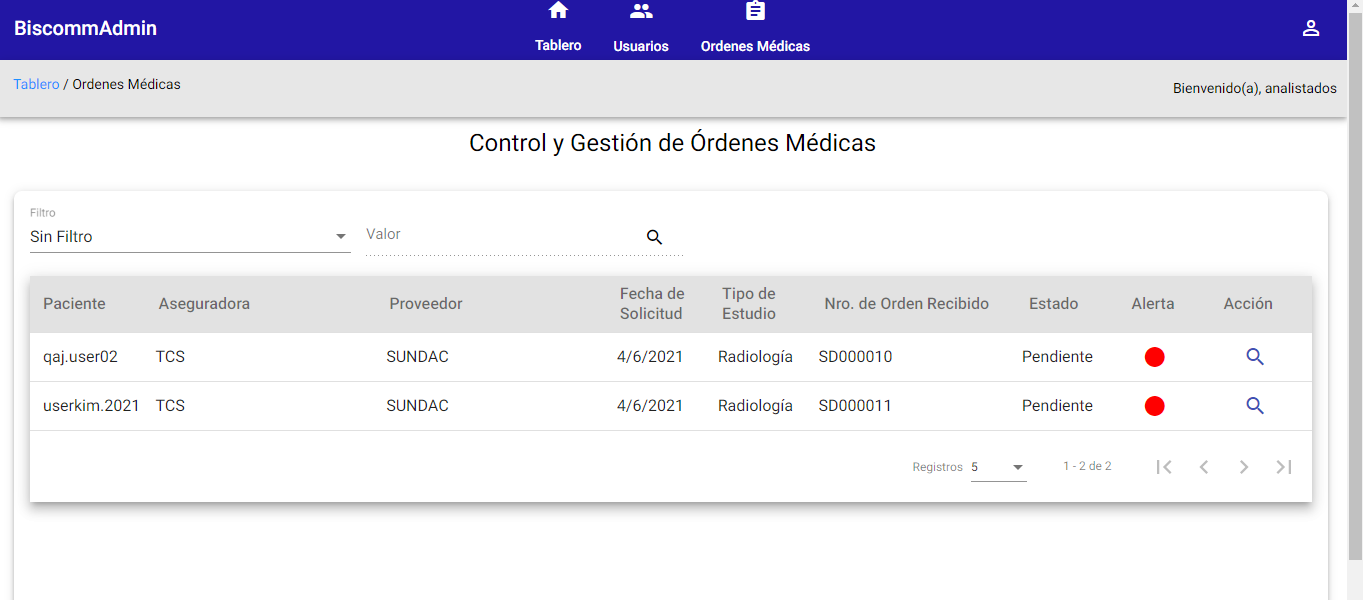 BiscommAdmin
Tablero
Usuarios
Ordenes Médicas
Tablero / Ordenes Médicas
Bienvenido(a), analistados
Control y Gestión de Órdenes Médicas
Filtro
Sin Filtro
Valor
Paciente Aseguradora Proveedor Fecha de Solicitud Tipo de Estudio Nro. de Orden Recibido Estado Alerta Acción
qaj.user02 TCS SUNDAC 4/6/2021 Radiología SD000010 Pendiente
userkim.2021 TCS SUNDAC 4/6/2021 Radiología SD000011 Pendiente
Registros 5 1 - 2 de 2